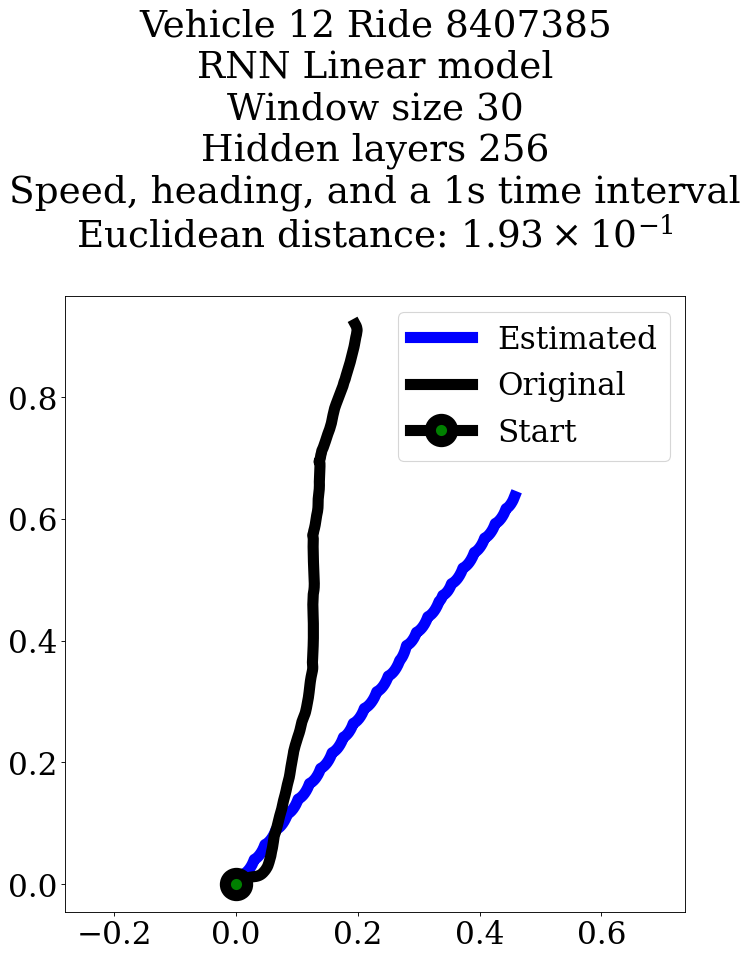 Vehicle 12 Ride 8407385
RNN Linear model
Window size 30
Hidden layers 256
Speed, heading, and a 1s time interval
Euclidean distance: 1.93 × 10⁻¹
Estimated
Original
Start
0.8
0.6
0.4
0.2
0.0
−0.2 0.0 0.2 0.4 0.6